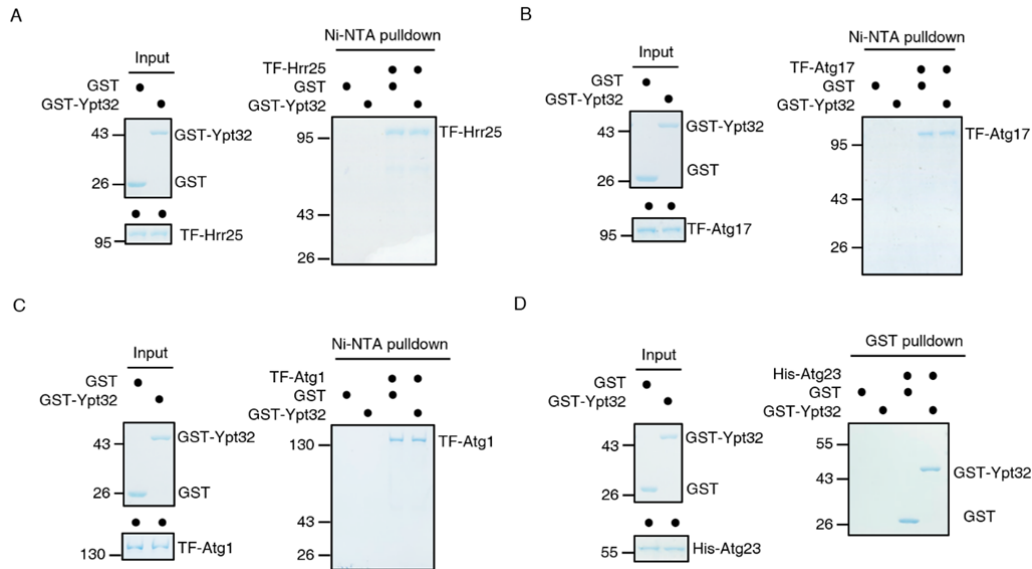 A
Input
GST
GST-Ypt32
43
GST-Ypt32
26
GST
95
TF-Hrr25
Ni-NTA pulldown
TF-Hrr25
GST
GST-Ypt32
95
TF-Hrr25
43
26
B
Input
GST
GST-Ypt32
43
GST-Ypt32
26
GST
95
TF-Atg17
Ni-NTA pulldown
TF-Atg17
GST
GST-Ypt32
95
TF-Atg17
43
26
C
Input
GST
GST-Ypt32
43
GST-Ypt32
26
GST
130
TF-Atg1
Ni-NTA pulldown
TF-Atg1
GST
GST-Ypt32
130
TF-Atg1
43
26
D
Input
GST
GST-Ypt32
43
GST-Ypt32
26
GST
55
His-Atg23
GST pulldown
His-Atg23
GST
GST-Ypt32
55
43
GST-Ypt32
26
GST